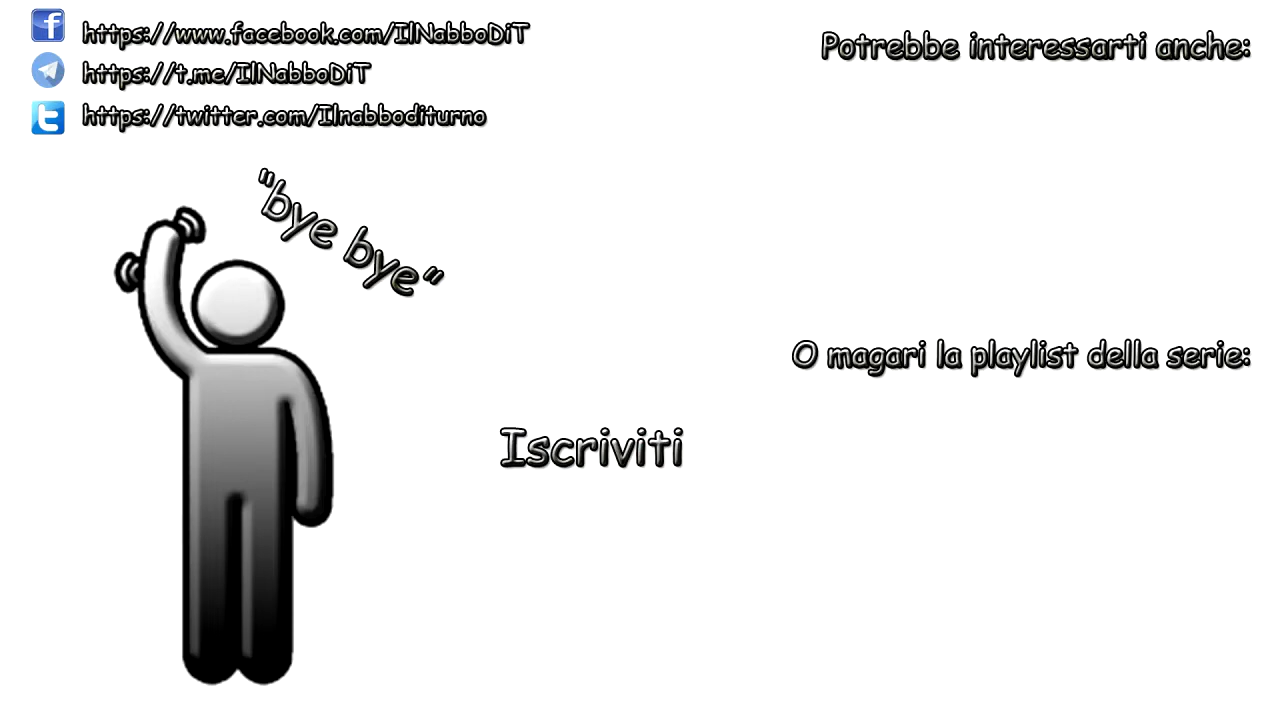 https://www.facebook.com/IlNabboDiT
https://t.me/IlNabboDiT
https://twitter.com/Ilnabboditurno
Potrebbe interessarti anche:
"bye bye"
O magari la playlist della serie:
Iscriviti